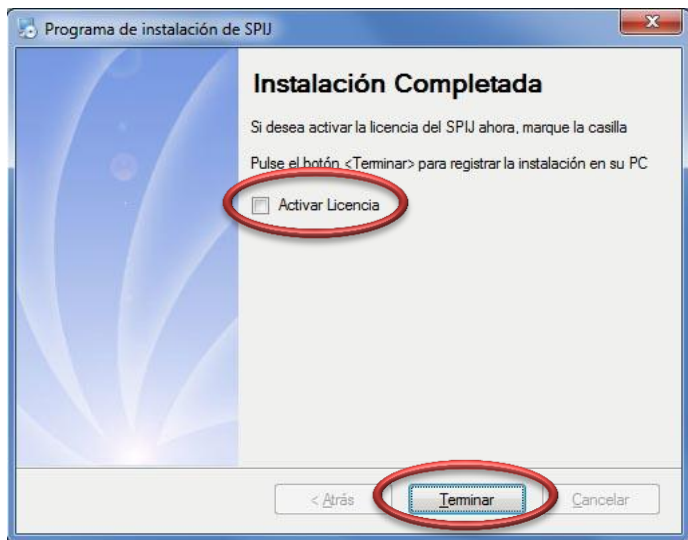 Programa de instalación de SPIJ
X
Instalación Completada
Si desea activar la licencia del SPIJ ahora, marque la casilla
Pulse el botón <Terminar> para registrar la instalación en su PC
Activar Licencia
< Atrás
Terminar
Cancelar